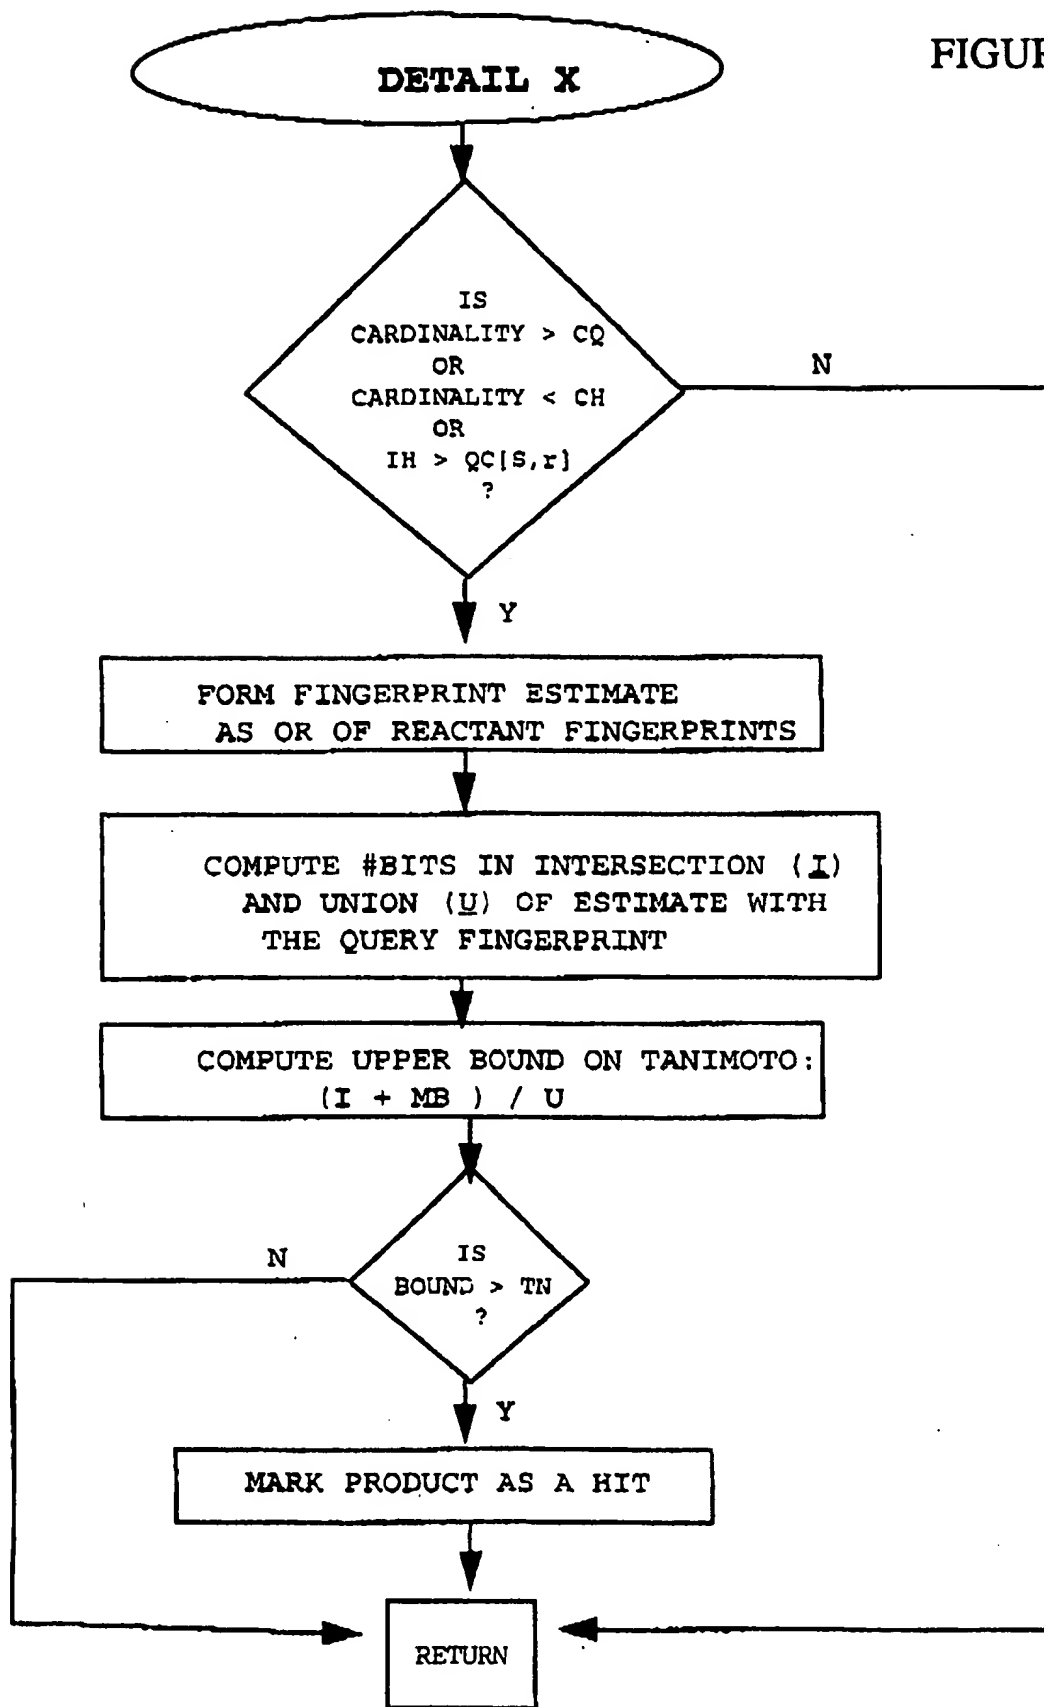 FIGUR
DETAIL X
IS
CARDINALITY > CQ
OR
CARDINALITY < CH
OR
IH > QC[S,r]
?
N
Y
FORM FINGERPRINT ESTIMATE
AS OR OF REACTANT FINGERPRINTS
COMPUTE #BITS IN INTERSECTION (I)
AND UNION (U) OF ESTIMATE WITH
THE QUERY FINGERPRINT
COMPUTE UPPER BOUND ON TANIMOTO:
(I + MB ) / U
N
IS
BOUND > TN
?
Y
MARK PRODUCT AS A HIT
RETURN